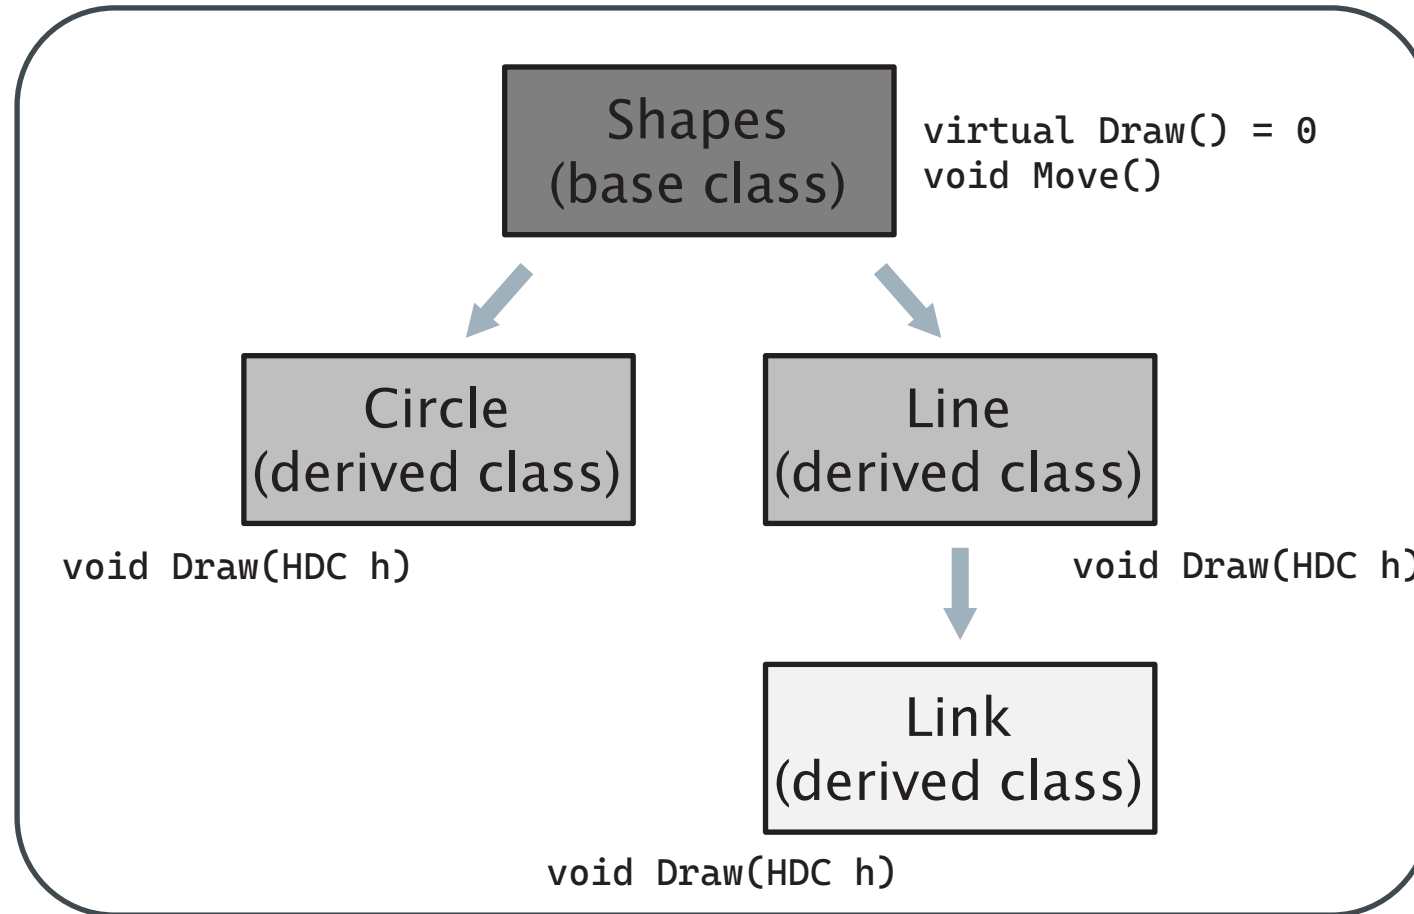 Shapes
(base class)
virtual Draw() = 0
void Move()
Circle
(derived class)
Line
(derived class)
void Draw(HDC h)
void Draw(HDC h)
Link
(derived class)
void Draw(HDC h)